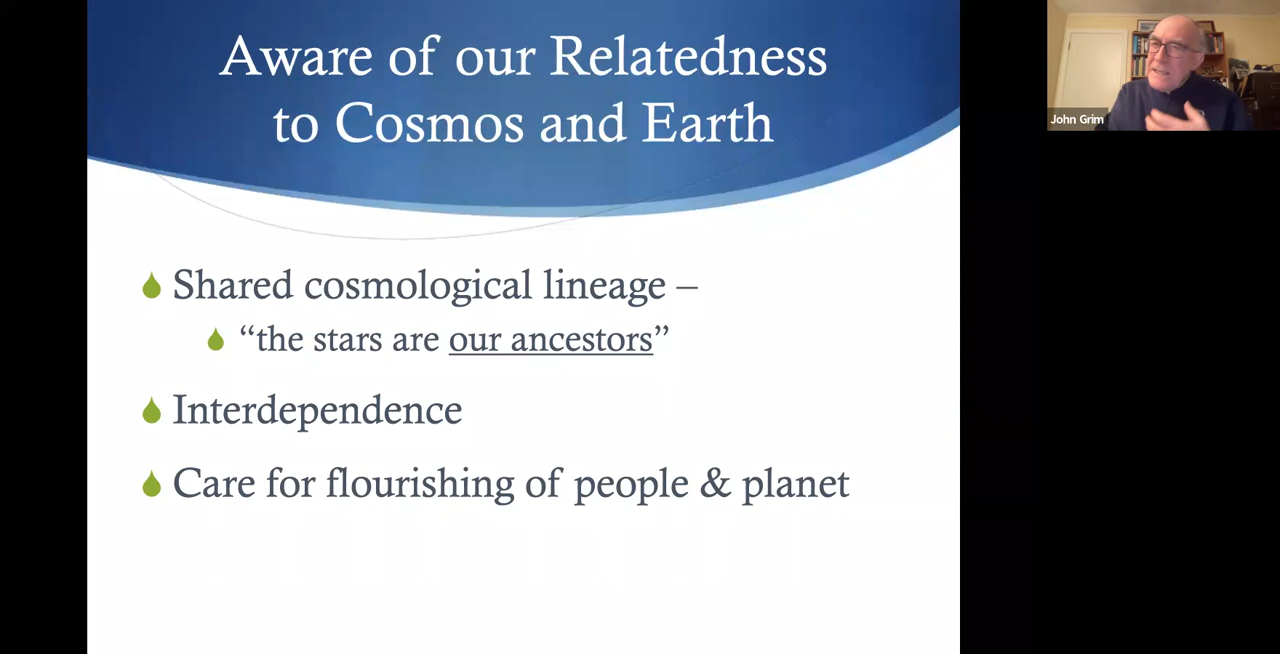 Aware of our Relatedness
to Cosmos and Earth
Shared cosmological lineage –
“the stars are our ancestors”
Interdependence
Care for flourishing of people & planet
John Grim